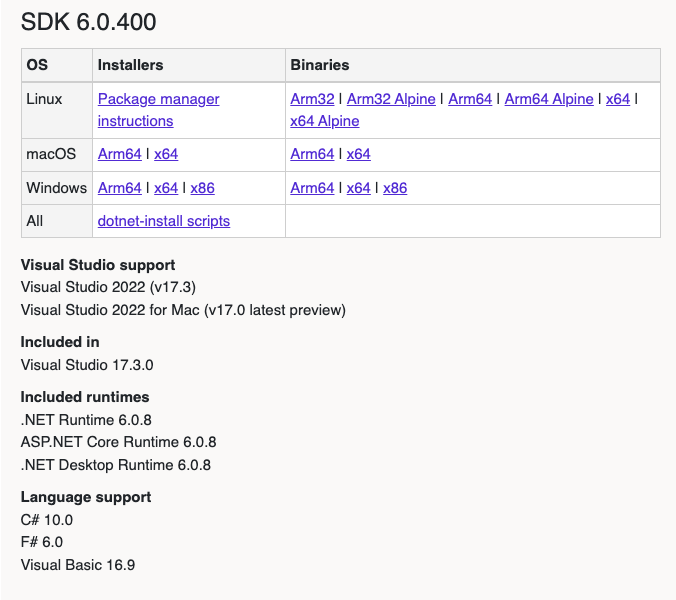 SDK 6.0.400
OS Installers Binaries
Linux Package manager instructions Arm32 | Arm32 Alpine | Arm64 | Arm64 Alpine | x64 | x64 Alpine
macOS Arm64 | x64 Arm64 | x64
Windows Arm64 | x64 | x86 Arm64 | x64 | x86
All dotnet-install scripts
Visual Studio support
Visual Studio 2022 (v17.3)
Visual Studio 2022 for Mac (v17.0 latest preview)
Included in
Visual Studio 17.3.0
Included runtimes
.NET Runtime 6.0.8
ASP.NET Core Runtime 6.0.8
.NET Desktop Runtime 6.0.8
Language support
C# 10.0
F# 6.0
Visual Basic 16.9